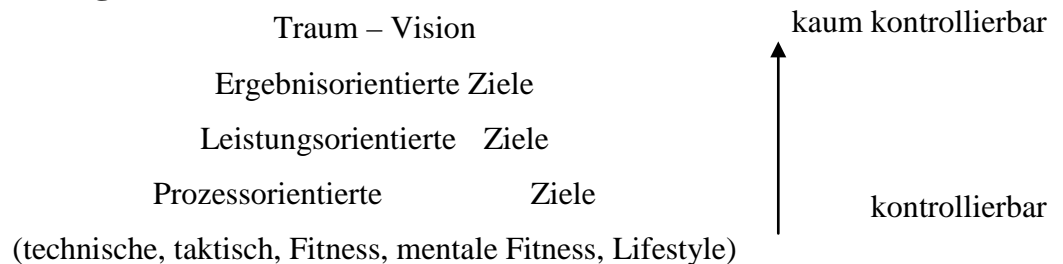 Traum – Vision
kaum kontrollierbar
Ergebnisorientierte Ziele
Leistungsorientierte Ziele
Prozessorientierte Ziele
kontrollierbar
(technische, taktisch, Fitness, mentale Fitness, Lifestyle)